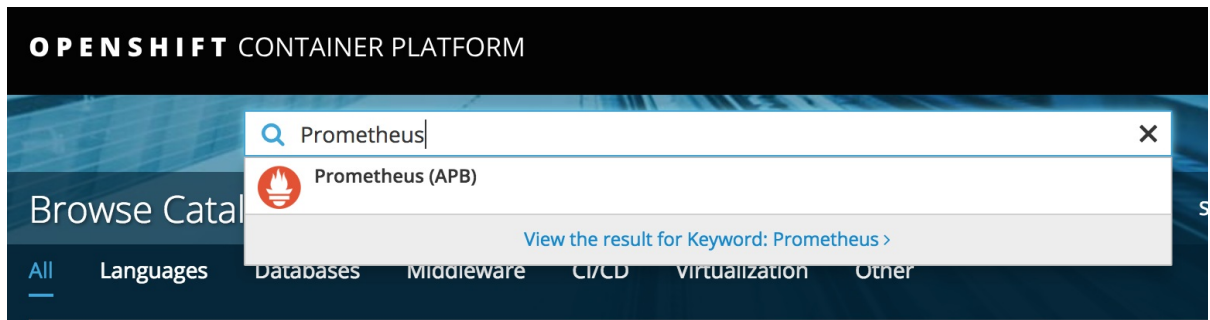 OPENSHIFT CONTAINER PLATFORM
Prometheus
Prometheus (APB)
Browse Catal
View the result for Keyword: Prometheus >
All Languages Databases Middleware CI/CD Virtualization Other